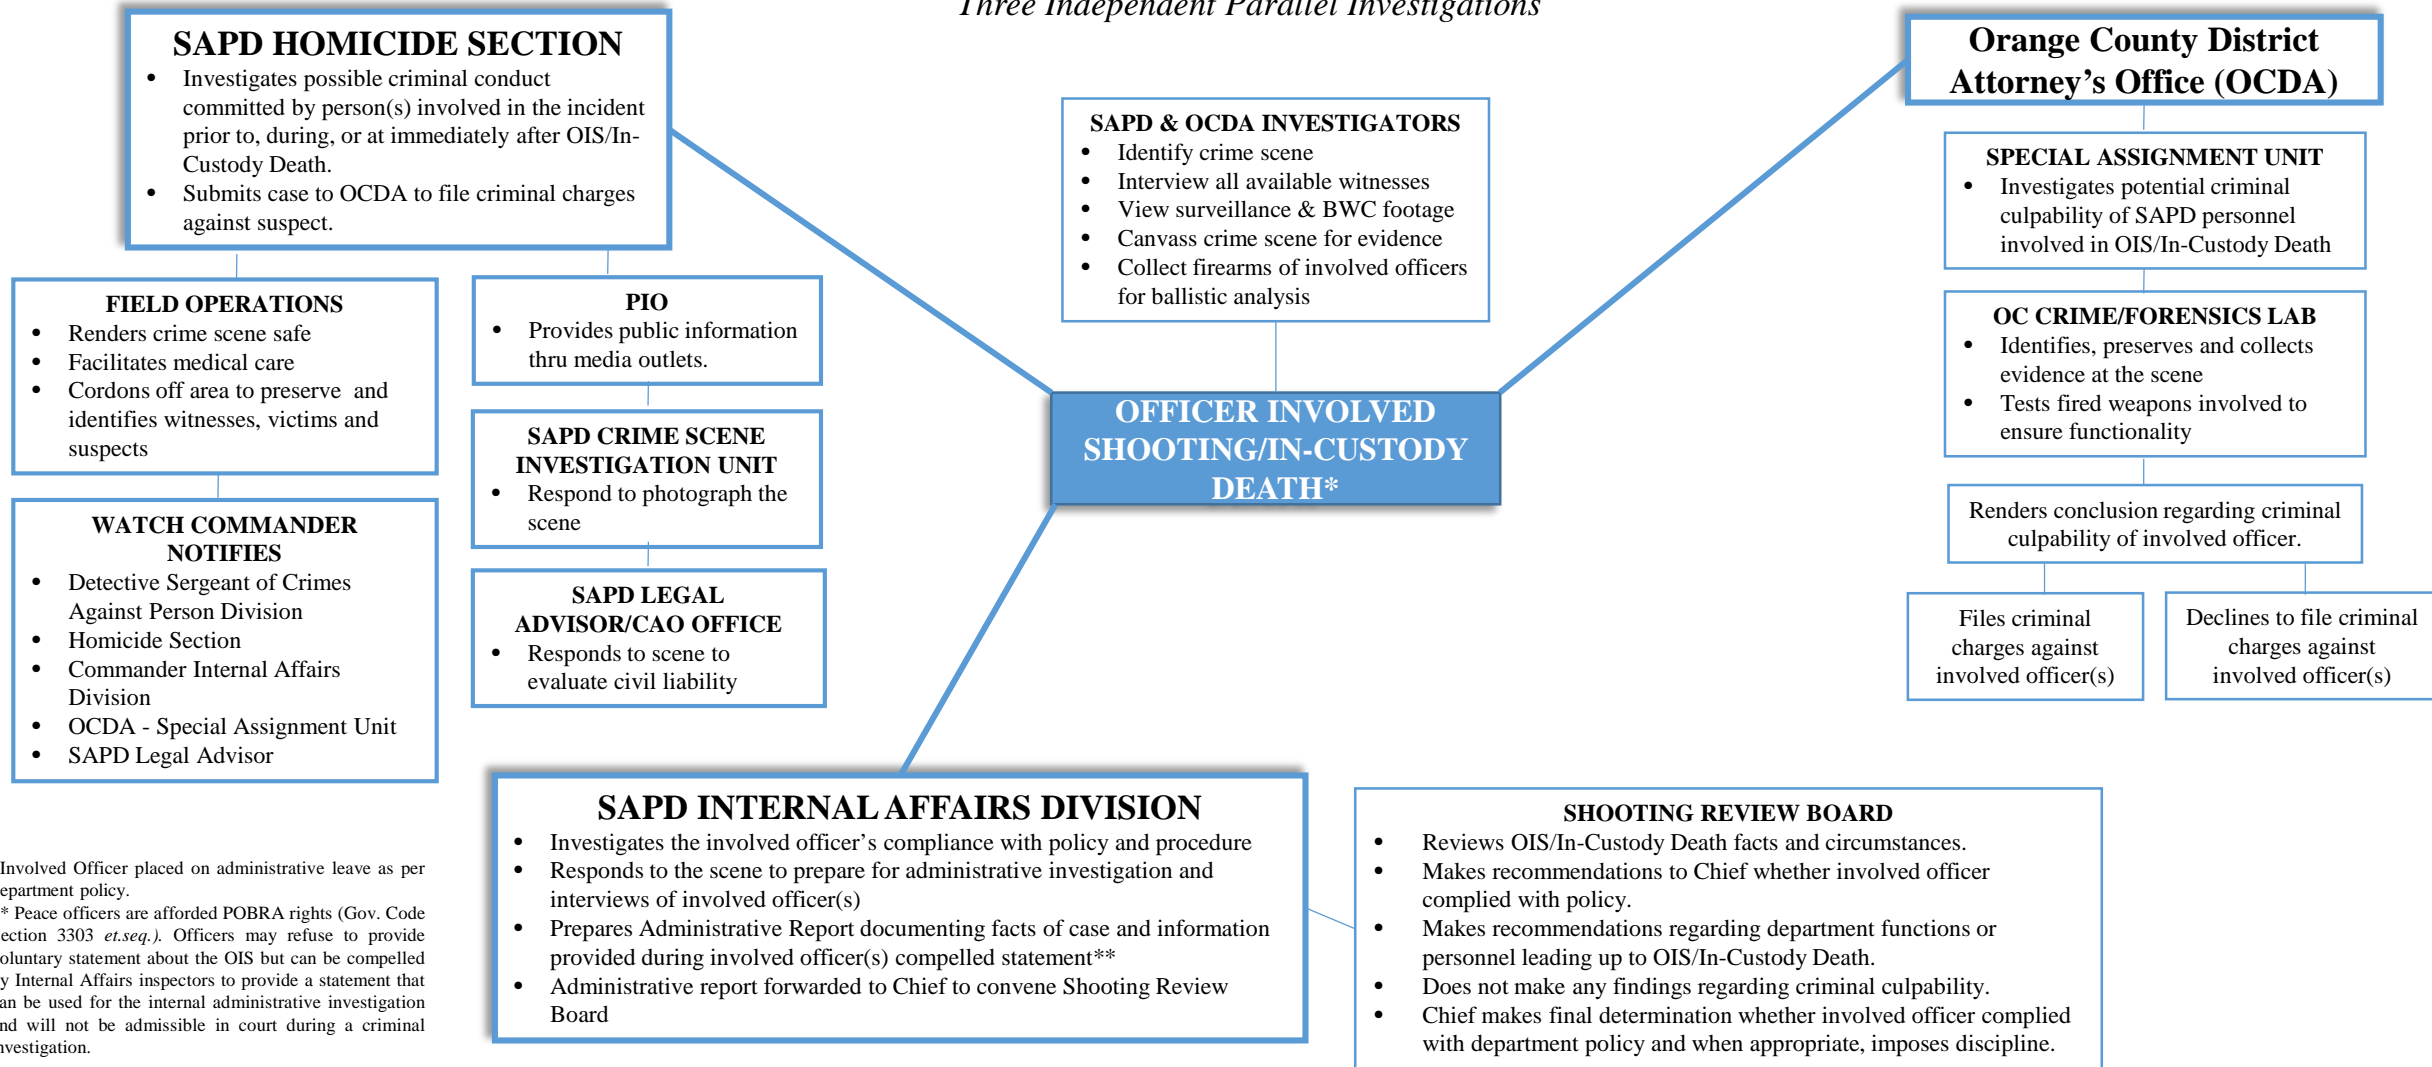 Three Independent Parallel Investigations
SAPD HOMICIDE SECTION
• Investigates possible criminal conduct
committed by person(s) involved in the incident
prior to, during, or at immediately after OIS/In-
Custody Death.
• Submits case to OCDA to file criminal charges
against suspect.
FIELD OPERATIONS
• Renders crime scene safe
• Facilitates medical care
• Cordons off area to preserve and
identifies witnesses, victims and
suspects
WATCH COMMANDER
NOTIFIES
• Detective Sergeant of Crimes
Against Person Division
• Homicide Section
• Commander Internal Affairs
Division
• OCDA - Special Assignment Unit
• SAPD Legal Advisor
PIO
• Provides public information
thru media outlets.
SAPD CRIME SCENE
INVESTIGATION UNIT
• Respond to photograph the
scene
SAPD LEGAL
ADVISOR/CAO OFFICE
• Responds to scene to
evaluate civil liability
SAPD & OCDA INVESTIGATORS
• Identify crime scene
• Interview all available witnesses
• View surveillance & BWC footage
• Canvass crime scene for evidence
• Collect firearms of involved officers
for ballistic analysis
OFFICER INVOLVED
SHOOTING/IN-CUSTODY
DEATH*
Orange County District
Attorney's Office (OCDA)
SPECIAL ASSIGNMENT UNIT
• Investigates potential criminal
culpability of SAPD personnel
involved in OIS/In-Custody Death
OC CRIME/FORENSICS LAB
• Identifies, preserves and collects
evidence at the scene
• Tests fired weapons involved to
ensure functionality
Renders conclusion regarding criminal
culpability of involved officer.
Files criminal
charges against
involved officer(s)
Declines to file criminal
charges against
involved officer(s)
SAPD INTERNAL AFFAIRS DIVISION
• Investigates the involved officer's compliance with policy and procedure
• Responds to the scene to prepare for administrative investigation and
interviews of involved officer(s)
• Prepares Administrative Report documenting facts of case and information
provided during involved officer(s) compelled statement**
• Administrative report forwarded to Chief to convene Shooting Review
Board
SHOOTING REVIEW BOARD
• Reviews OIS/In-Custody Death facts and circumstances.
• Makes recommendations to Chief whether involved officer
complied with policy.
• Makes recommendations regarding department functions or
personnel leading up to OIS/In-Custody Death.
• Does not make any findings regarding criminal culpability.
• Chief makes final determination whether involved officer complied
with department policy and when appropriate, imposes discipline.
Involved Officer placed on administrative leave as per
epartment policy.
* Peace officers are afforded POBRA rights (Gov. Code
ection 3303 et.seq.). Officers may refuse to provide
oluntary statement about the OIS but can be compelled
y Internal Affairs inspectors to provide a statement that
an be used for the internal administrative investigation
nd will not be admissible in court during a criminal
nvestigation.